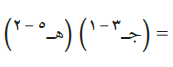 = (جـ^٣ - ١) (هـ^٥ - ٢)